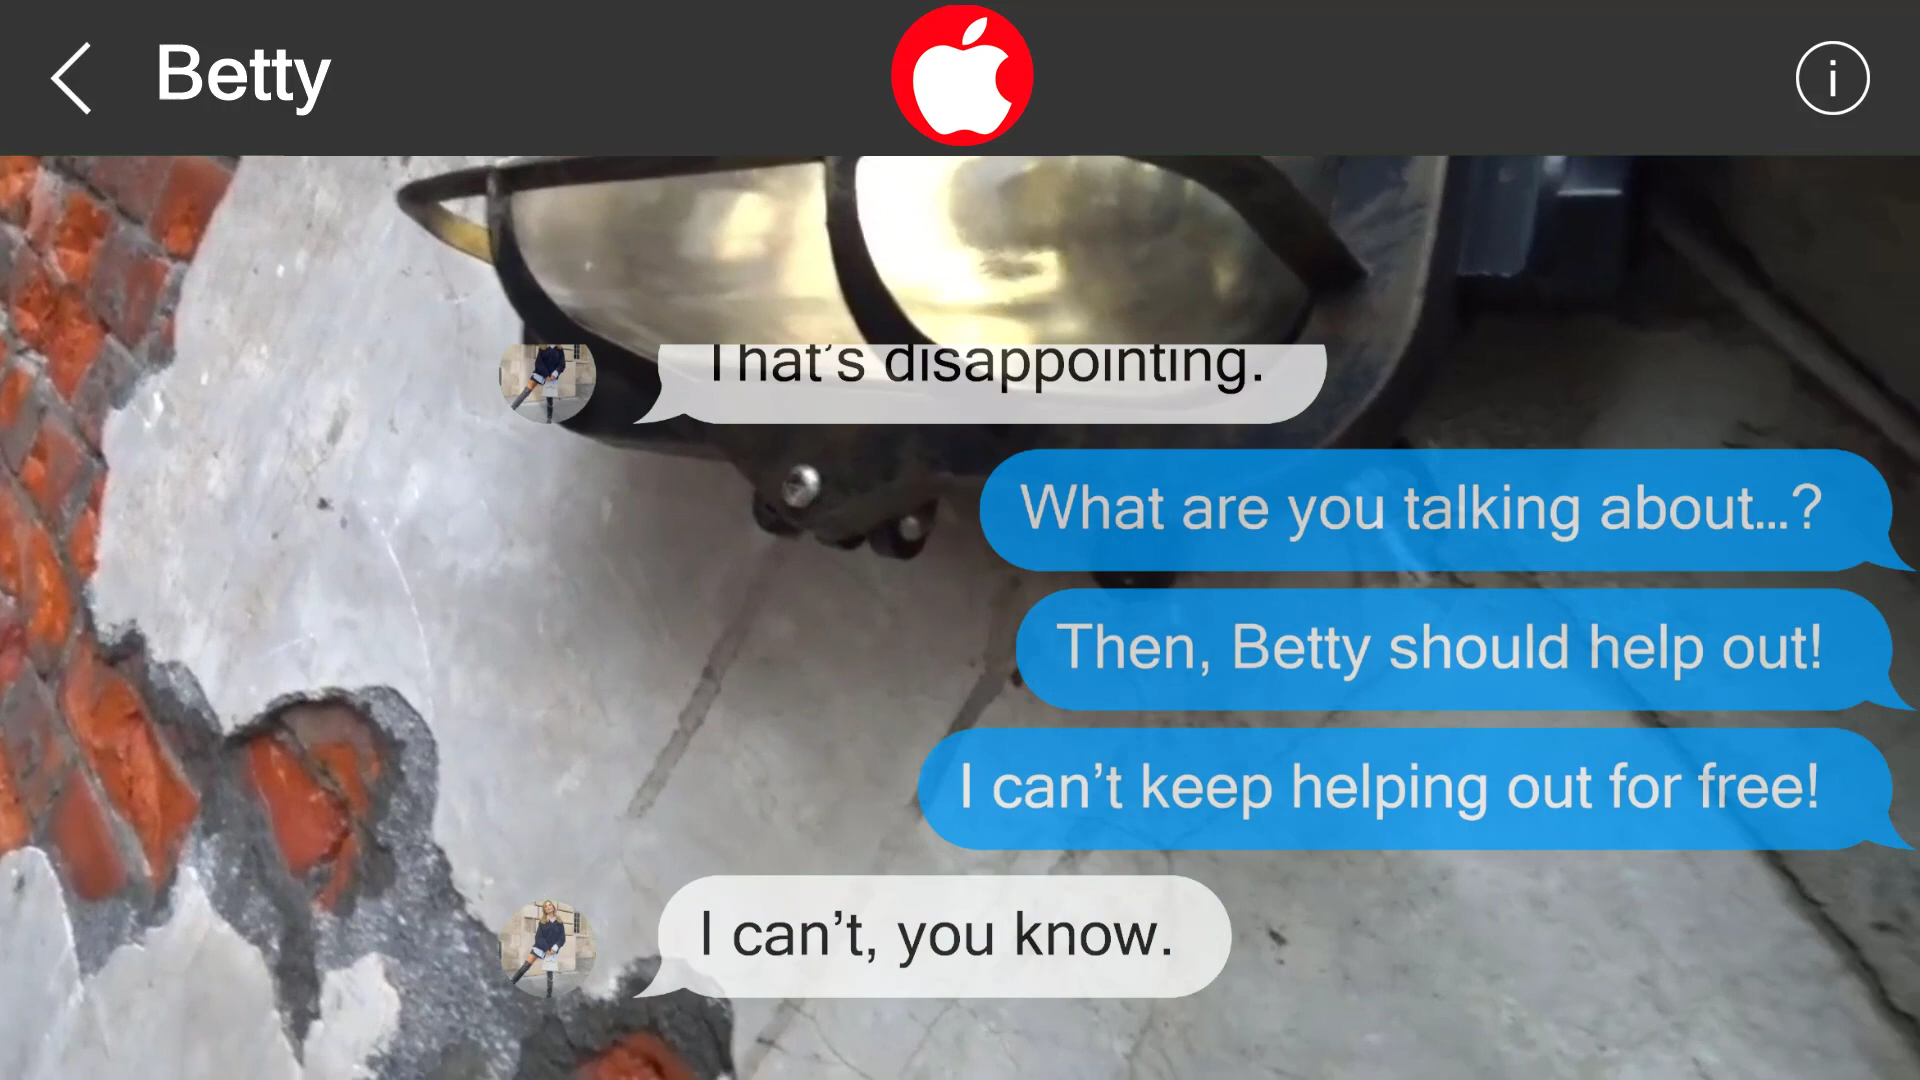 Betty
That's disappointing.
What are you talking about...?
Then, Betty should help out!
I can’t keep helping out for free!
I can’t, you know.